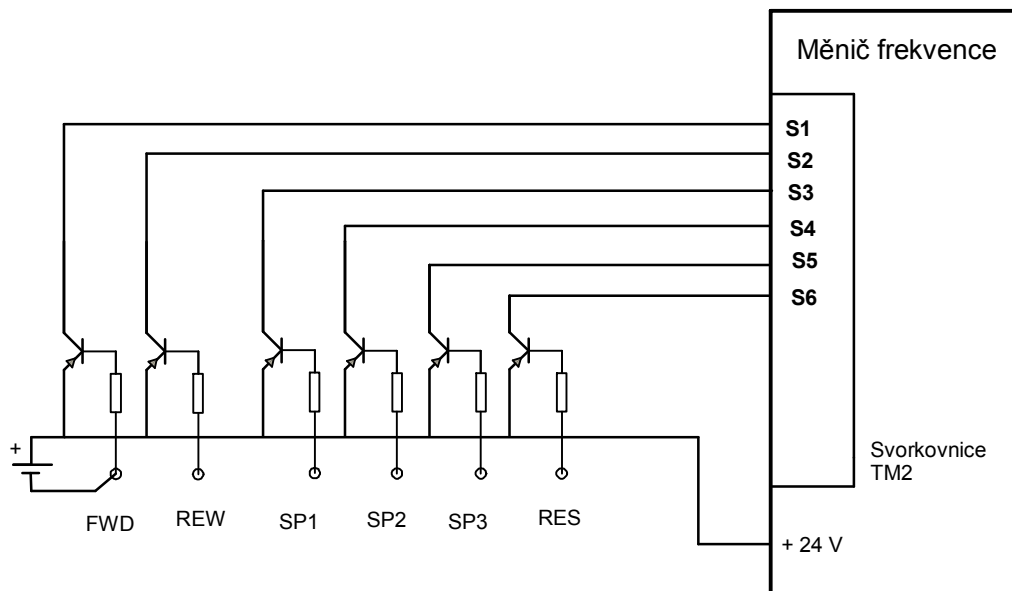 Měnič frekvence
S1
S2
S3
S4
S5
S6
+
Svorkovnice
TM2
FWD
REW
SP1
SP2
SP3
RES
+ 24 V